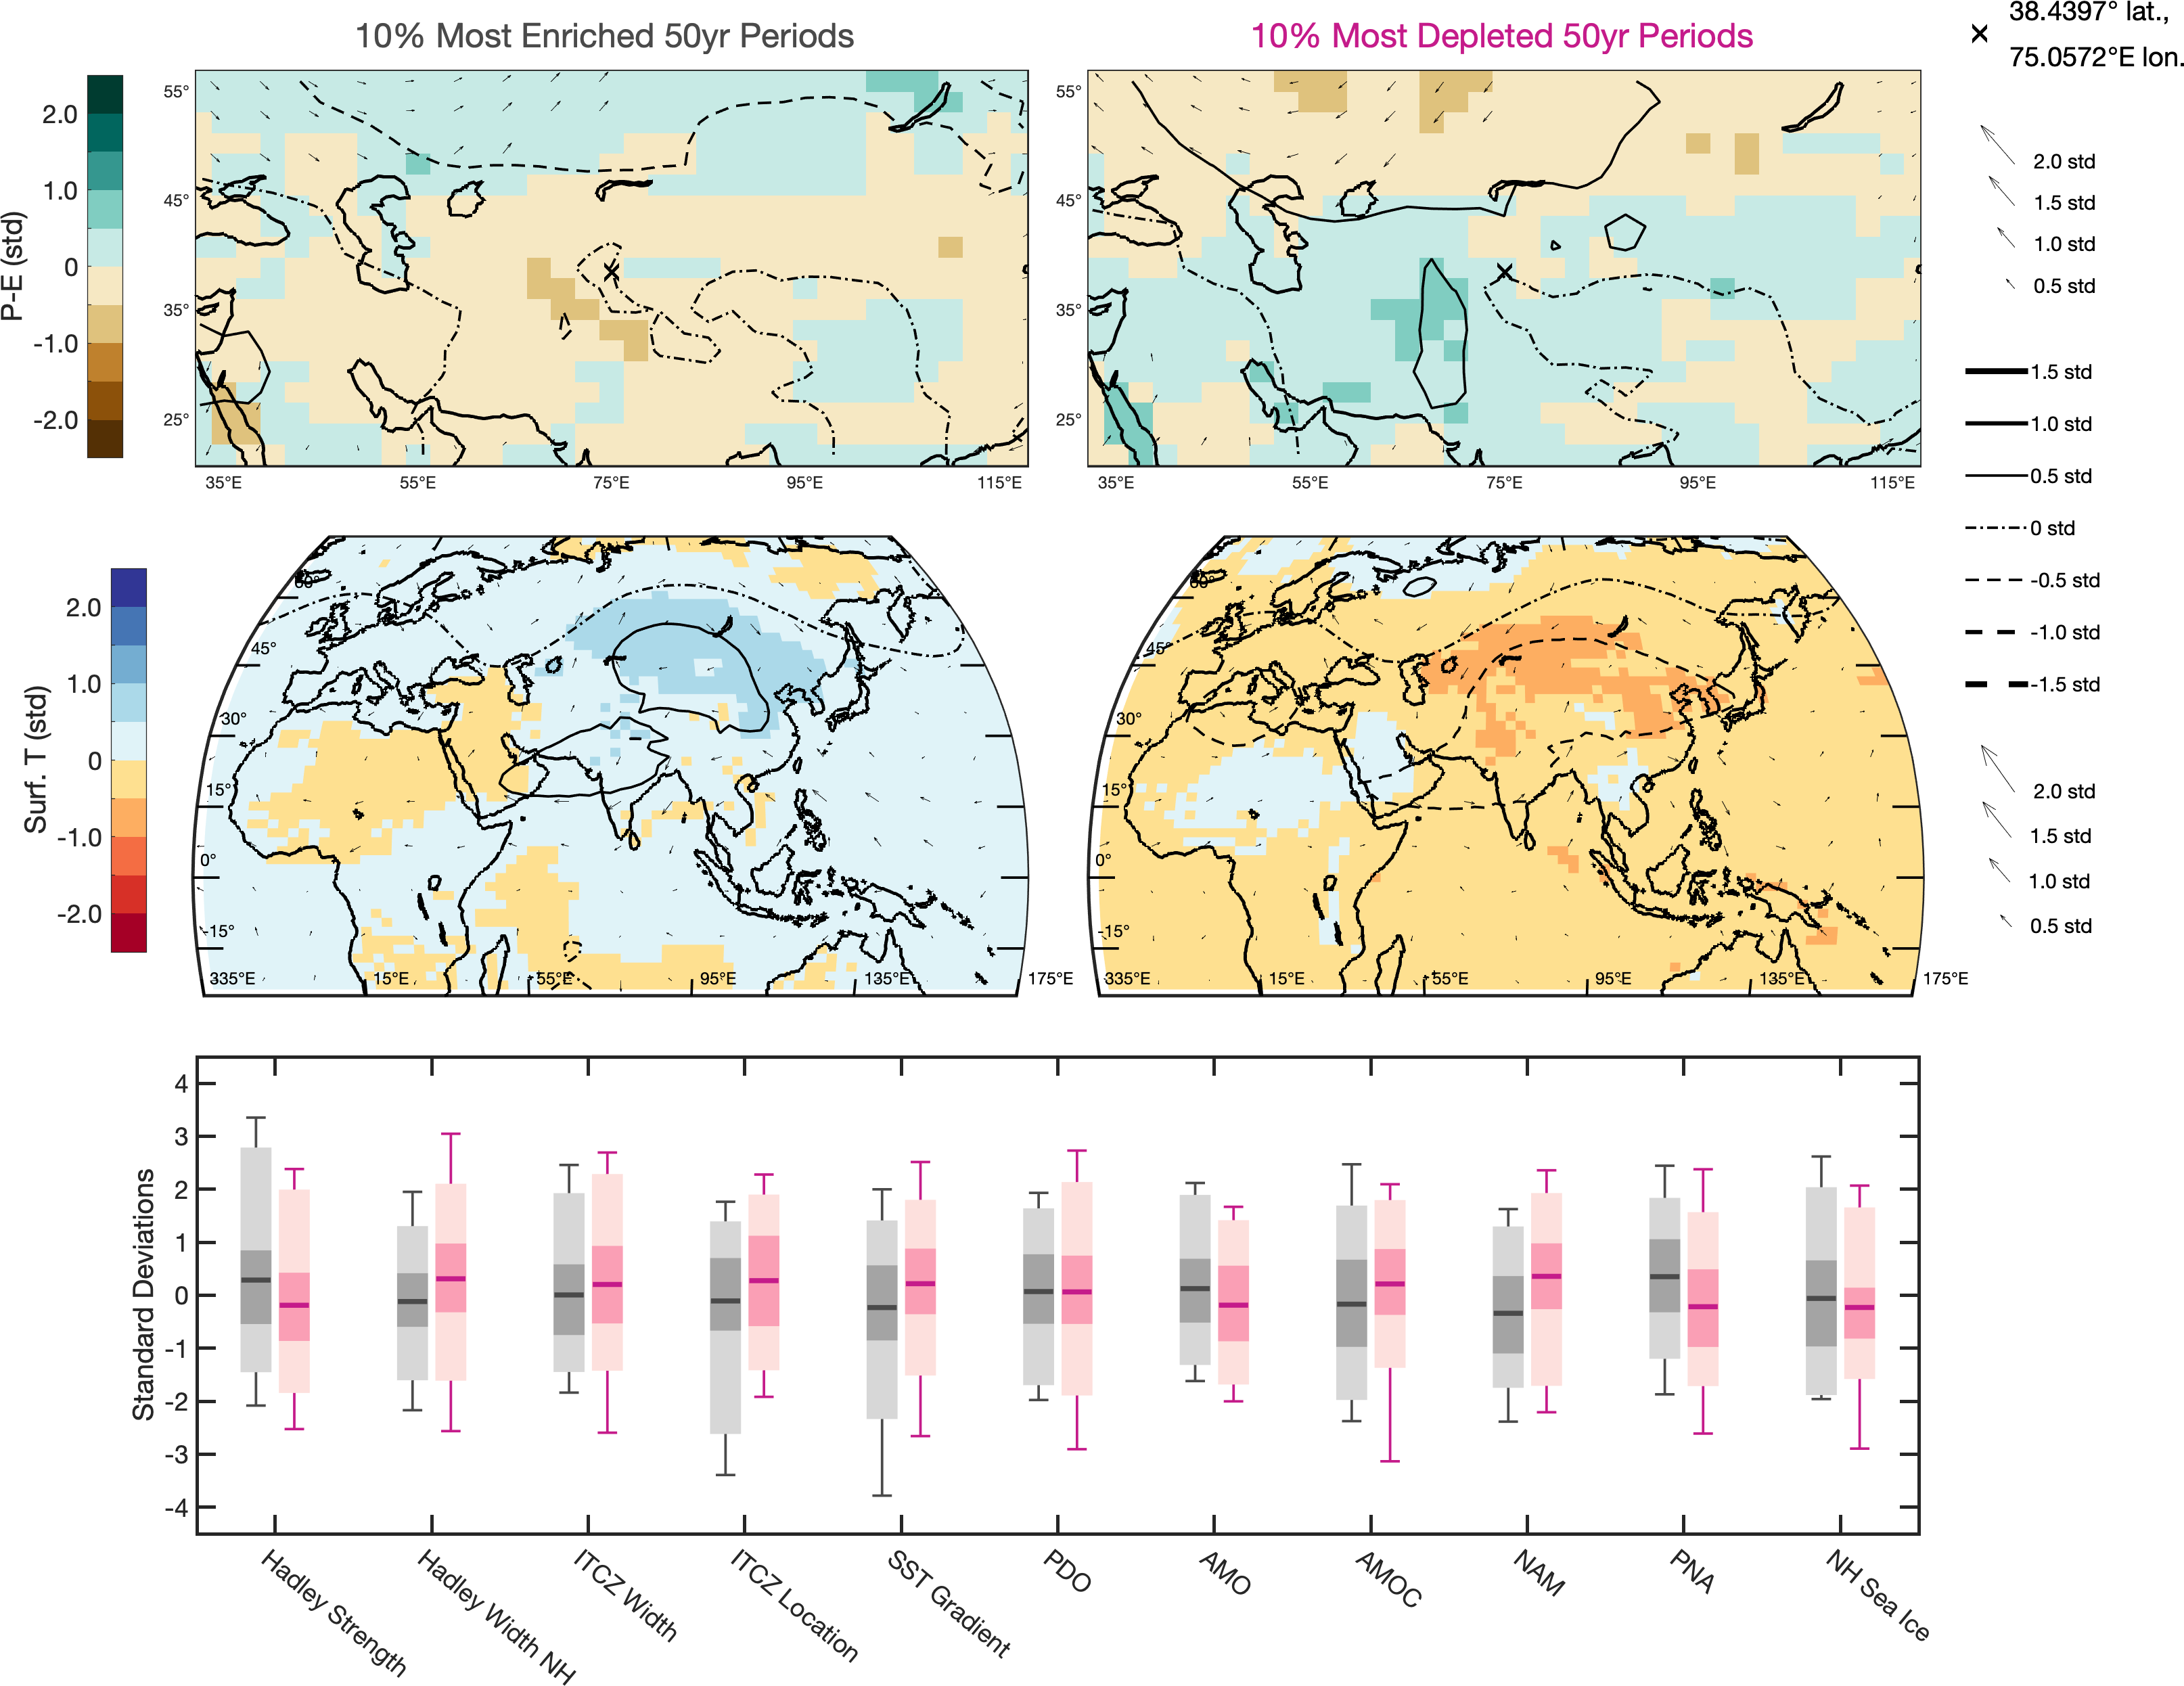 10% Most Enriched 50yr Periods
10% Most Depleted 50yr Periods
38.4397° lat.,
75.0572°E lon.
P-E (std)
2.0
1.0
0
-1.0
-2.0
55°
45°
35°
25°
35°E
55°E
75°E
95°E
115°E
55°
45°
35°
25°
35°E
55°E
75°E
95°E
115°E
2.0 std
1.5 std
1.0 std
0.5 std
1.5 std
1.0 std
0.5 std
0 std
-0.5 std
-1.0 std
-1.5 std
Surf. T (std)
2.0
1.0
0
-1.0
-2.0
60°
45°
30°
15°
0°
-15°
335°E
15°E
55°E
95°E
135°E
175°E
60°
45°
30°
15°
0°
-15°
335°E
15°E
55°E
95°E
135°E
175°E
2.0 std
1.5 std
1.0 std
0.5 std
Standard Deviations
4
3
2
1
0
-1
-2
-3
-4
Hadley Strength
Hadley Width NH
ITCZ Width
ITCZ Location
SST Gradient
PDO
AMO
AMOC
NAM
PNA
NH Sea Ice